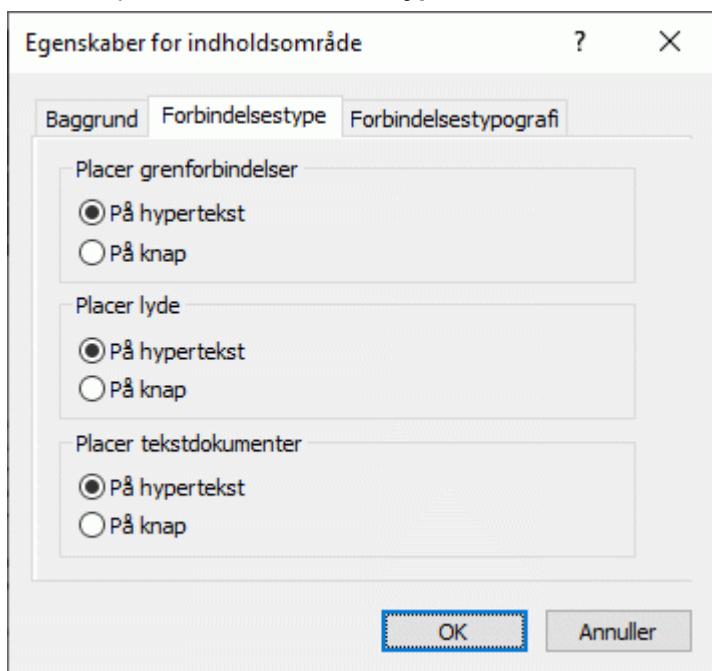 Egenskaber for indholdsområde ? ×
Baggrund Forbindelsestype Forbindelsestypografi
Placer grenforbindelser
På hypertekst
På knap
Placer lyde
På hypertekst
På knap
Placer tekstdokumenter
På hypertekst
På knap
OK Annuller